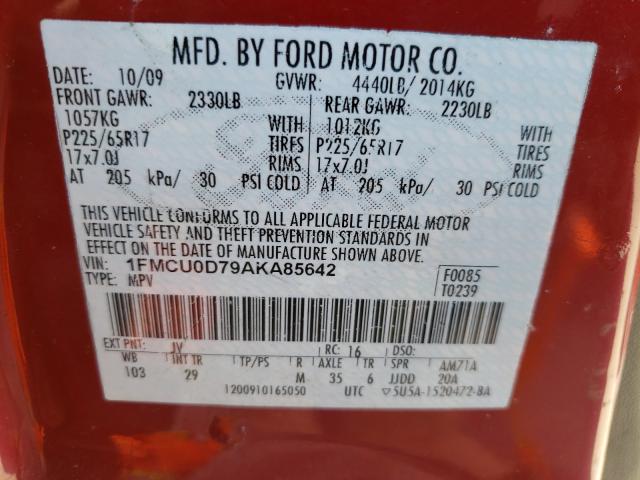 MFD. BY FORD MOTOR CO.
DATE: 10/09 GVWR: 4440LB/ 2014KG
FRONT GAWR: 2330LB REAR GAWR: 2230LB
1057KG WITH 1012KG WITH
P225/65R17 TIRES P225/65R17 TIRES
17x7.0J RIMS 17x7.0J RIMS
AT 205 kPa/ 30 PSI COLD AT 205 kPa/ 30 PSI COLD
THIS VEHICLE CONFORMS TO ALL APPLICABLE FEDERAL MOTOR
VEHICLE SAFETY AND THEFT PREVENTION STANDARDS IN
EFFECT ON THE DATE OF MANUFACTURE SHOWN ABOVE.
VIN: 1FMCU0D79AKA85642 F0085
TYPE: MPV T0239
EXT PNT: JV RC: 16 DSO:
WB INT TR TP/PS R AXLE TR SPR AM71A
103 29 M 35 6 JJDD 20A
1200910165050 UTC ▽5U5A-1520472-BA